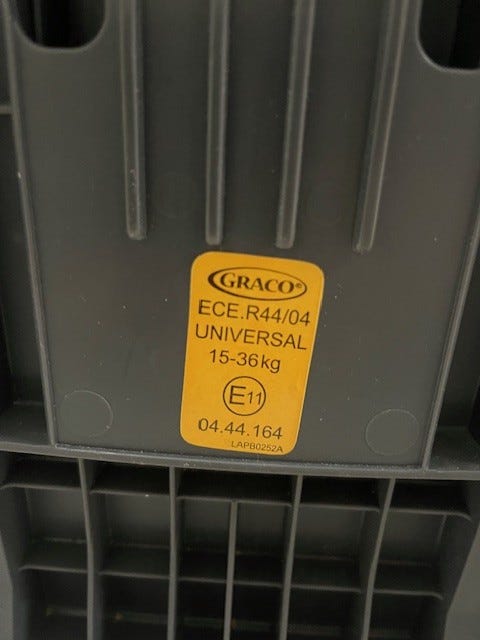 GRACO®
ECE.R44/04
UNIVERSAL
15-36kg
E11
04.44.164
LAPB0252A